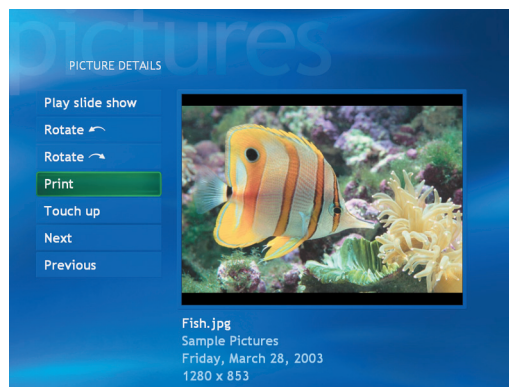 pictures
PICTURE DETAILS
Play slide show
Rotate
Rotate
Print
Touch up
Next
Previous
Fish.jpg
Sample Pictures
Friday, March 28, 2003
1280 x 853